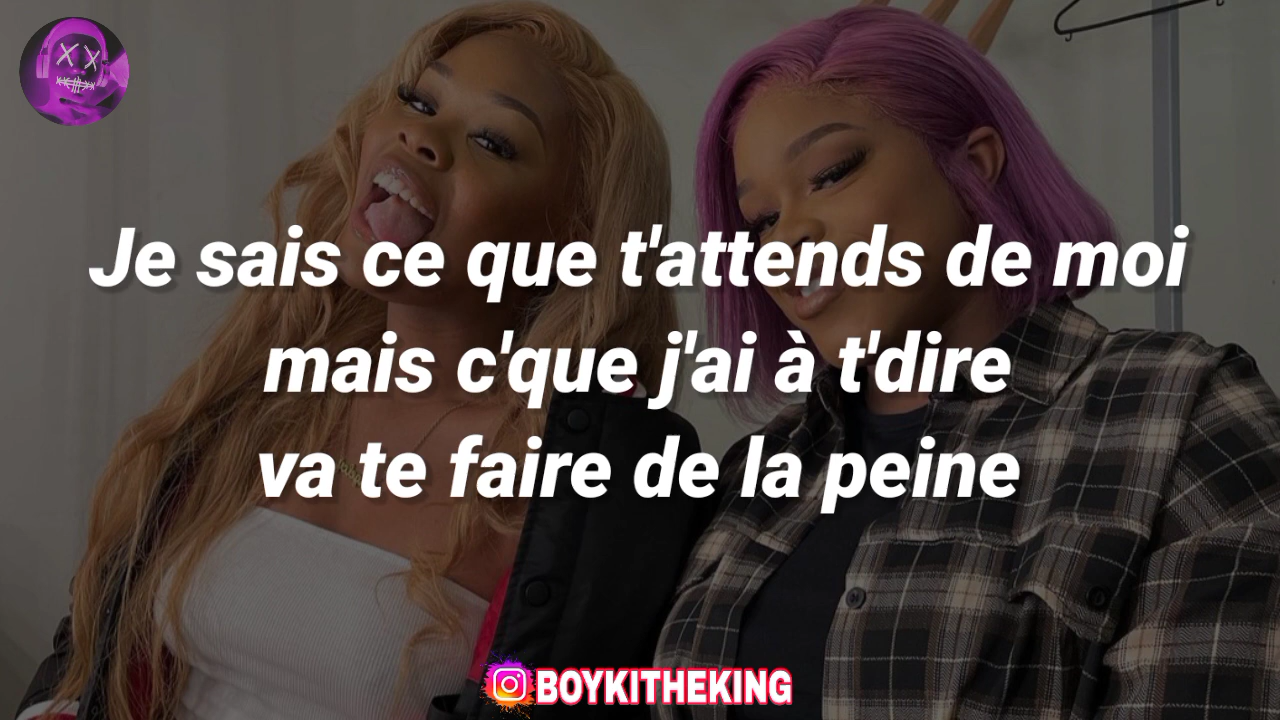 Je sais ce que t'attends de moi
mais c'que j'ai à t'dire
va te faire de la peine
BOYKITHEKING